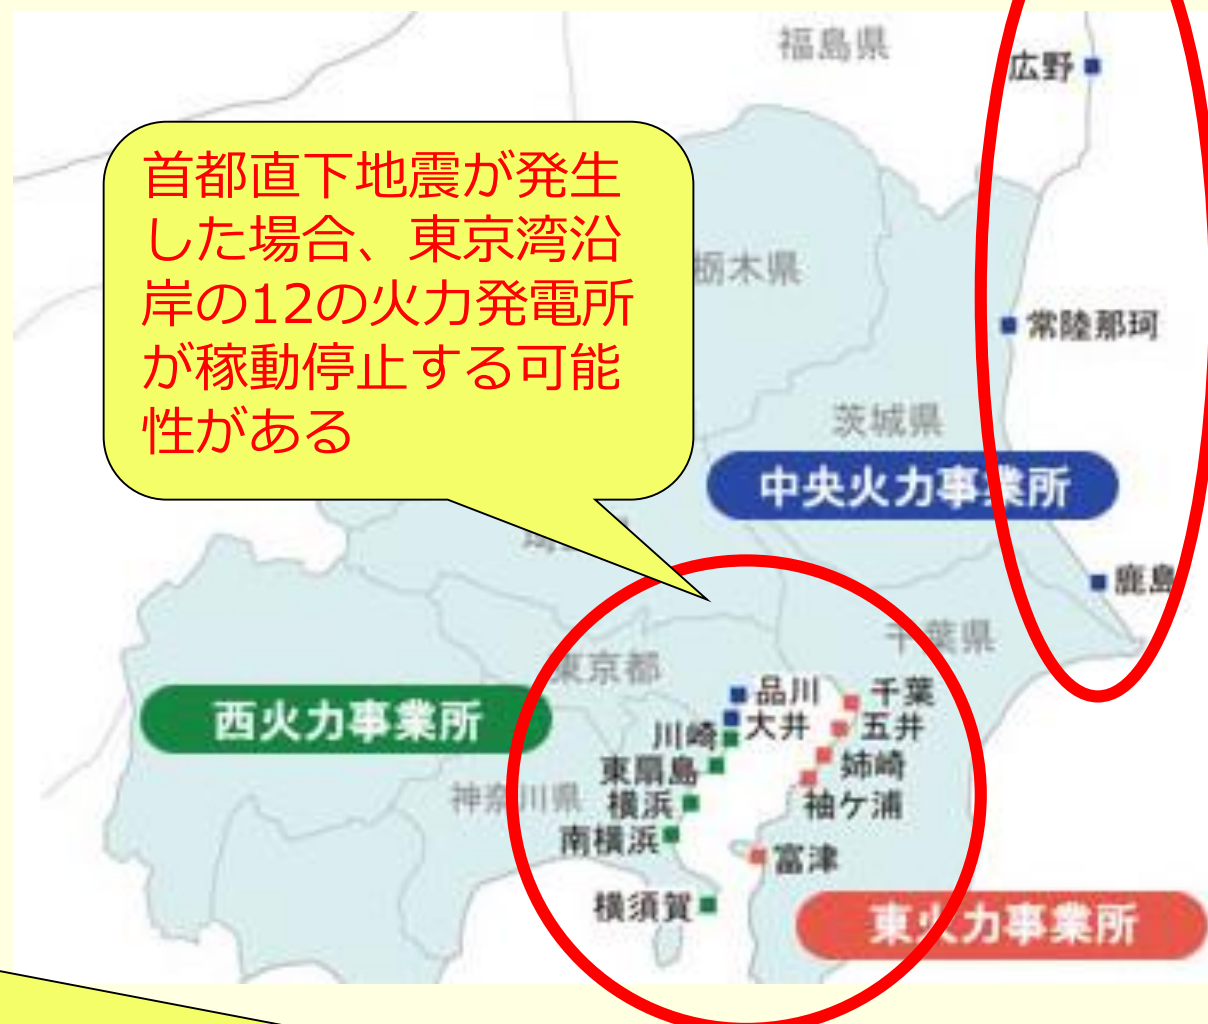 福島県
広野
首都直下地震が発生
した場合、東京湾沿
岸の12の火力発電所
が稼動停止する可能
性がある
栃木県
常陸那珂
茨城県
中央火力事業所
鹿島
千葉県
東京都
西火力事業所
品川
千葉
大井
五井
川崎
東扇島
姉崎
神奈川県
横浜
袖ケ浦
南横浜
富津
横須賀
東火力事業所